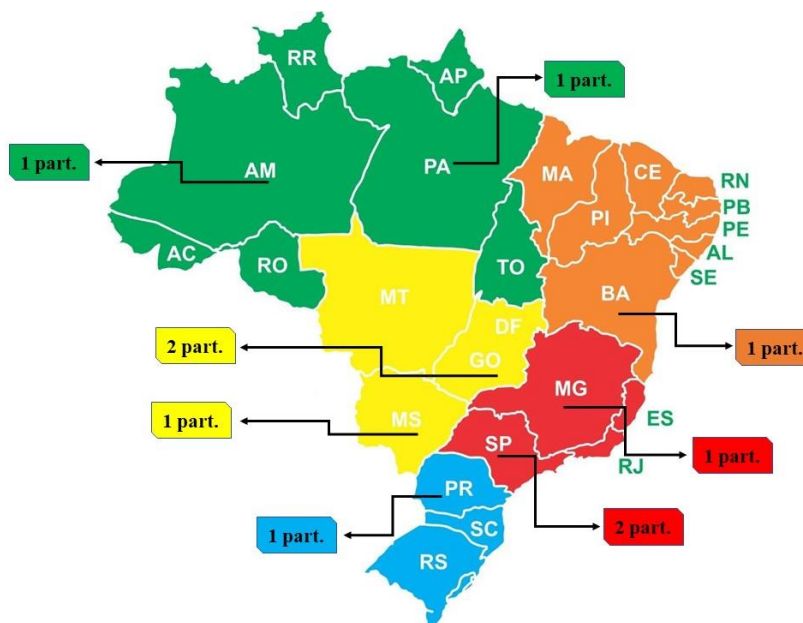 RR
AP
1 part.
1 part.
AM
PA
MA
CE
RN
PB
PI
PE
AC
RO
TO
AL
SE
MT
BA
DF
2 part.
GO
1 part.
MG
1 part.
MS
ES
SP
RJ
1 part.
PR
1 part.
SC
2 part.
RS